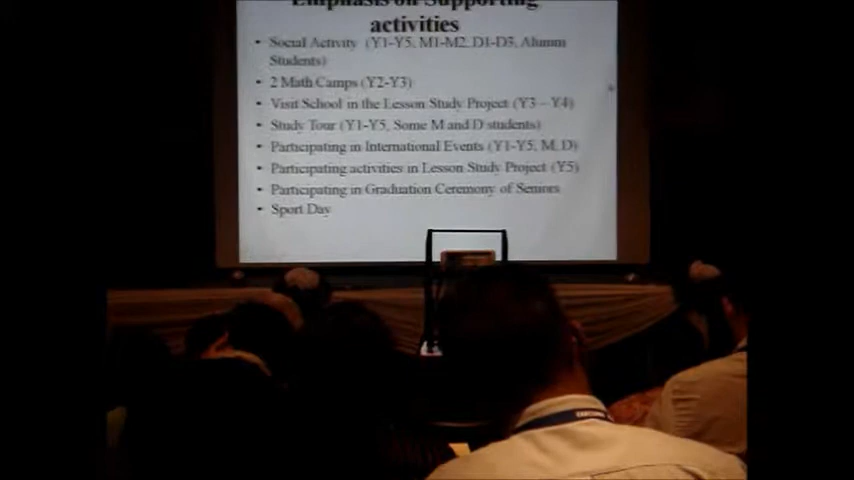 Emphasis on Supporting
activities
• Social Activity (Y1-Y5, M1-M2, D1-D3, Alumni
Students)
• 2 Math Camps (Y2-Y3)
• Visit School in the Lesson Study Project (Y3 – Y4)
• Study Tour (Y1-Y5, Some M and D students)
• Participating in International Events (Y1-Y5, M, D)
• Participating activities in Lesson Study Project (Y5)
• Participating in Graduation Ceremony of Seniors
• Sport Day